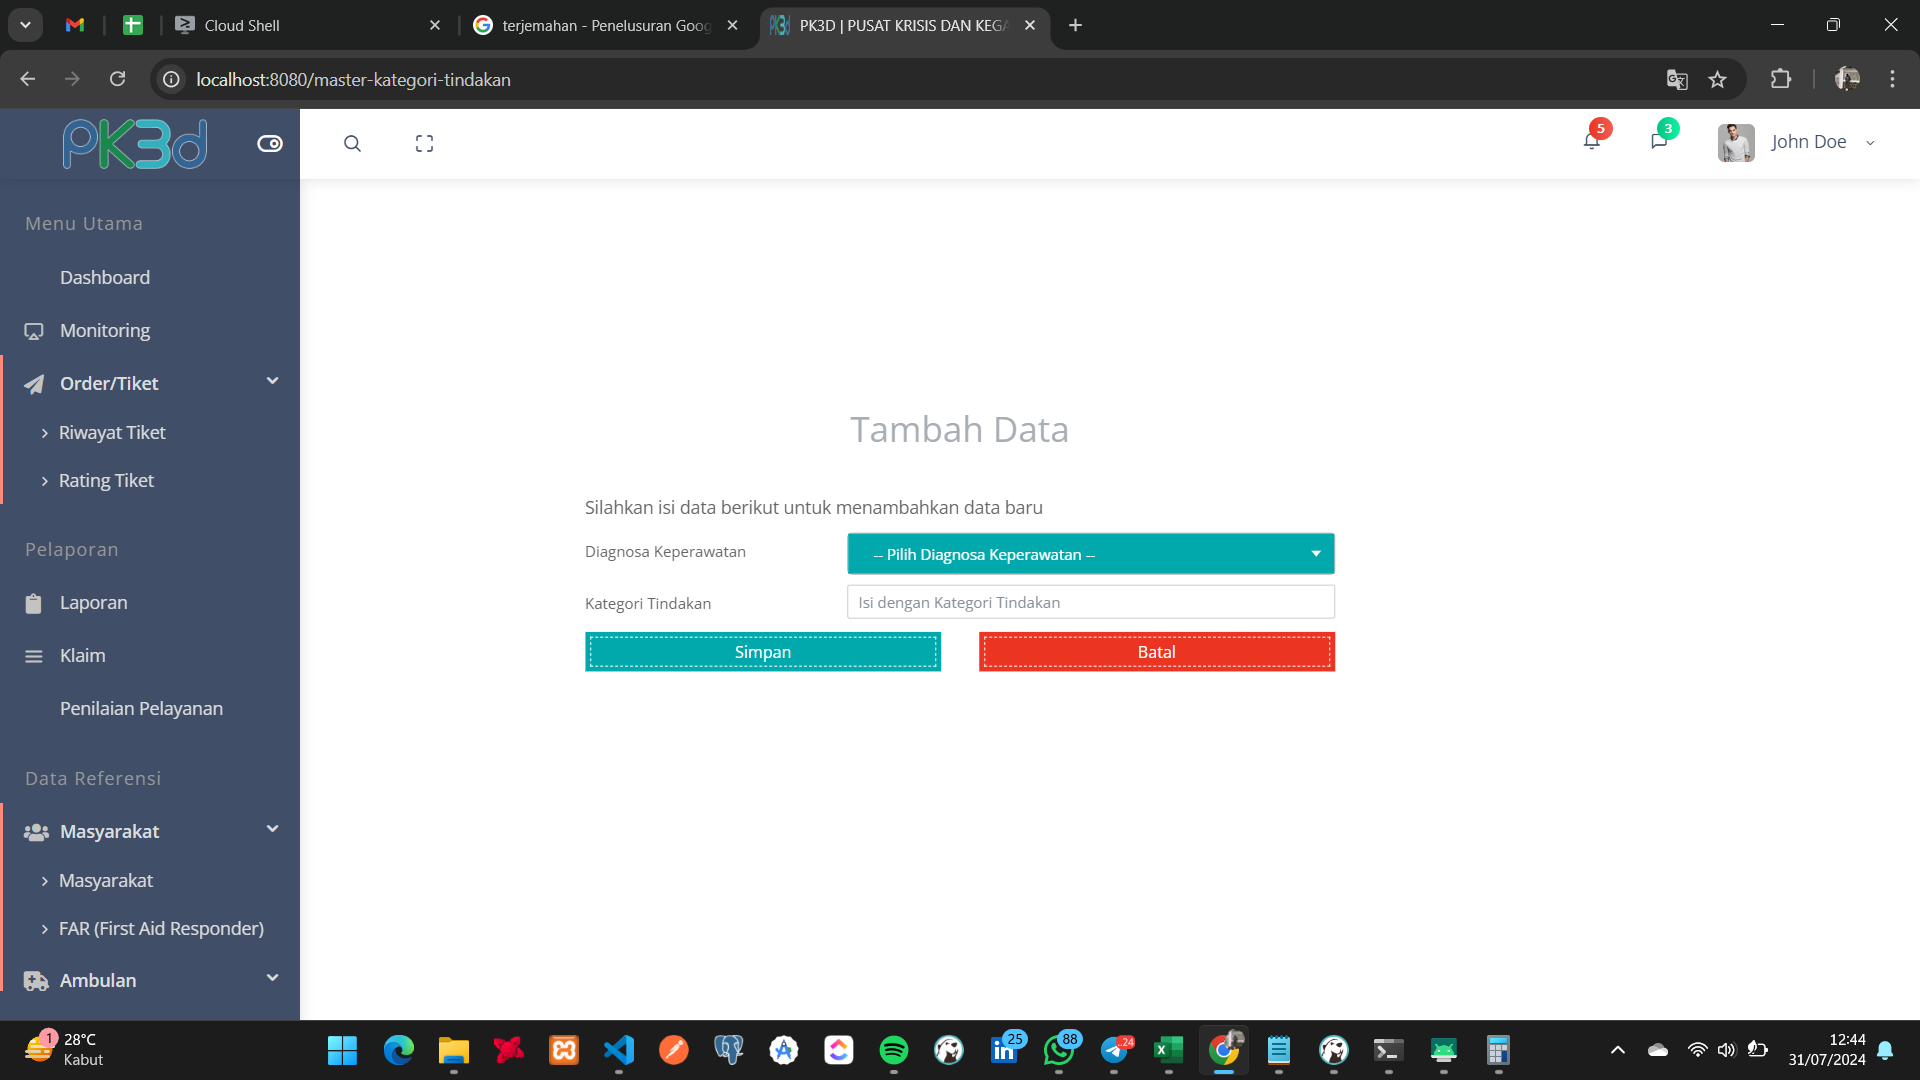 Cloud Shell
terjemahan - Penelusuran Goog
PK3D | PUSAT KRISIS DAN KEGA
localhost:8080/master-kategori-tindakan
PK3d
5
3
John Doe
Menu Utama
Dashboard
Monitoring
Order/Tiket
Riwayat Tiket
Rating Tiket
Pelaporan
Laporan
Klaim
Penilaian Pelayanan
Data Referensi
Masyarakat
Masyarakat
FAR (First Aid Responder)
Ambulan
Tambah Data
Silahkan isi data berikut untuk menambahkan data baru
Diagnosa Keperawatan
-- Pilih Diagnosa Keperawatan --
Kategori Tindakan
Isi dengan Kategori Tindakan
Simpan
Batal
1
28°C
Kabut
25
88
.24
12:44
31/07/2024